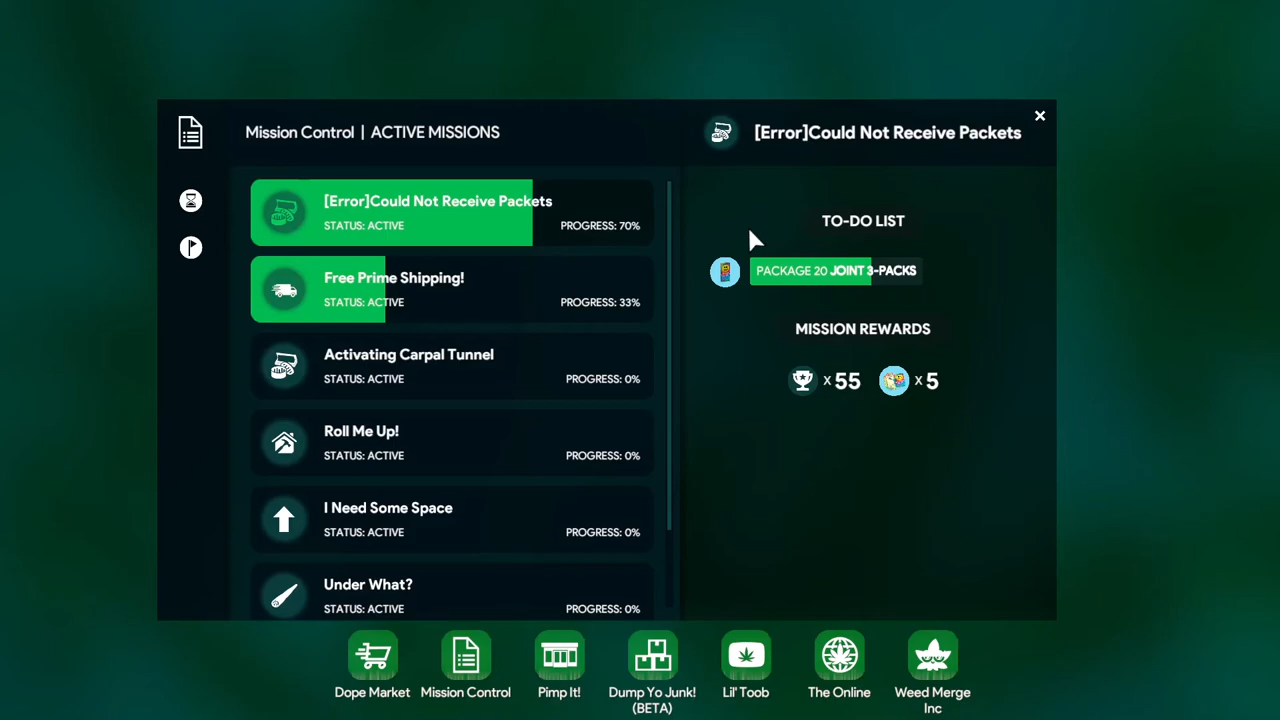 Mission Control | ACTIVE MISSIONS
[Error]Could Not Receive Packets
STATUS: ACTIVE
PROGRESS: 70%
Free Prime Shipping!
STATUS: ACTIVE
PROGRESS: 33%
Activating Carpal Tunnel
STATUS: ACTIVE
PROGRESS: 0%
Roll Me Up!
STATUS: ACTIVE
PROGRESS: 0%
I Need Some Space
STATUS: ACTIVE
PROGRESS: 0%
Under What?
STATUS: ACTIVE
PROGRESS: 0%
[Error]Could Not Receive Packets
TO-DO LIST
PACKAGE 20 JOINT 3-PACKS
MISSION REWARDS
x 55
x 5
Dope Market
Mission Control
Pimp It!
Dump Yo Junk!
(BETA)
Lil' Toob
The Online
Weed Merge
Inc